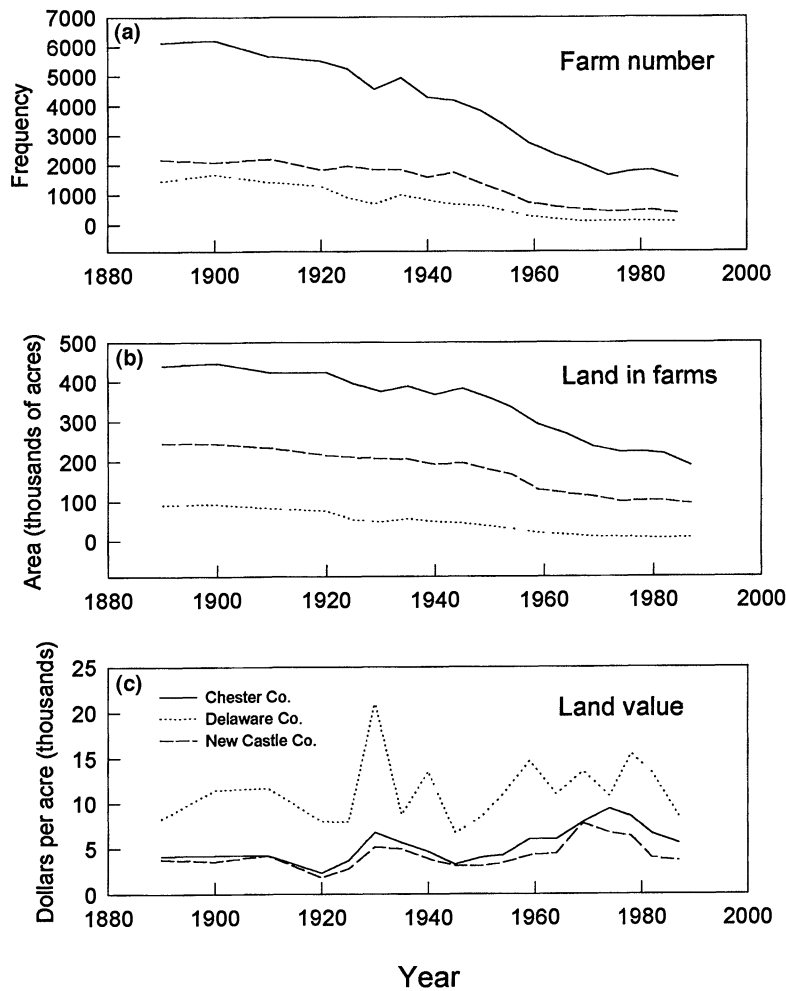 (a)
Farm number
Frequency
7000
6000
5000
4000
3000
2000
1000
0
1880 1900 1920 1940 1960 1980 2000
(b)
Land in farms
Area (thousands of acres)
500
400
300
200
100
0
1880 1900 1920 1940 1960 1980 2000
(c)
Land value
Chester Co.
Delaware Co.
New Castle Co.
Dollars per acre (thousands)
25
20
15
10
5
0
1880 1900 1920 1940 1960 1980 2000
Year